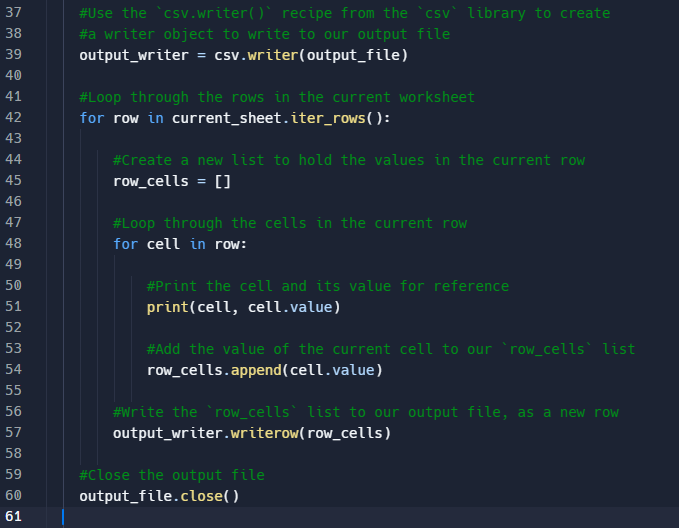 37 #Use the `csv.writer()` recipe from the `csv` library to create
38 #a writer object to write to our output file
39 output_writer = csv.writer(output_file)
40
41 #Loop through the rows in the current worksheet
42 for row in current_sheet.iter_rows():
43
44 #Create a new list to hold the values in the current row
45 row_cells = []
46
47 #Loop through the cells in the current row
48 for cell in row:
49
50 #Print the cell and its value for reference
51 print(cell, cell.value)
52
53 #Add the value of the current cell to our `row_cells` list
54 row_cells.append(cell.value)
55
56 #Write the `row_cells` list to our output file, as a new row
57 output_writer.writerow(row_cells)
58
59 #Close the output file
60 output_file.close()
61